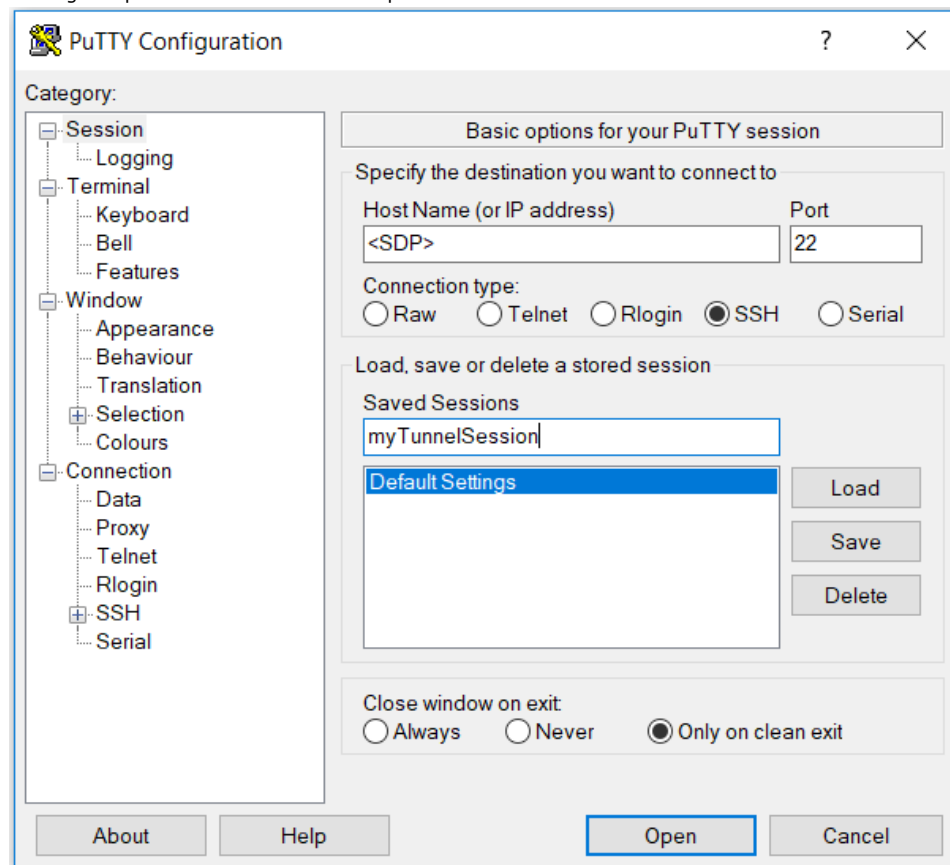 PuTTY Configuration
?
Category:
Session
Logging
Terminal
Keyboard
Bell
Features
Window
Appearance
Behaviour
Translation
Selection
Colours
Connection
Data
Proxy
Telnet
Rlogin
SSH
Serial
Basic options for your PuTTY session
Specify the destination you want to connect to
Host Name (or IP address) Port
<SDP> 22
Connection type:
Raw Telnet Rlogin SSH Serial
Load, save or delete a stored session
Saved Sessions
myTunnelSession
Default Settings
Load
Save
Delete
Close window on exit:
Always Never Only on clean exit
About Help Open Cancel